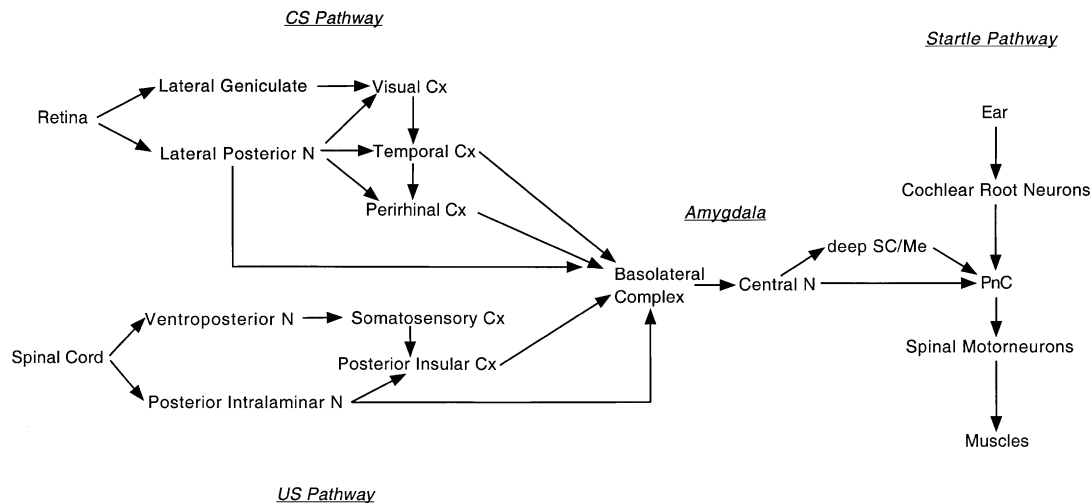 CS Pathway
Startle Pathway
Lateral Geniculate
Visual Cx
Retina
Ear
Lateral Posterior N
Temporal Cx
Cochlear Root Neurons
Perirhinal Cx
Amygdala
deep SC/Me
Basolateral
Complex
Central N
PnC
Ventroposterior N
Somatosensory Cx
Spinal Motorneurons
Spinal Cord
Posterior Insular Cx
Posterior Intralaminar N
Muscles
US Pathway